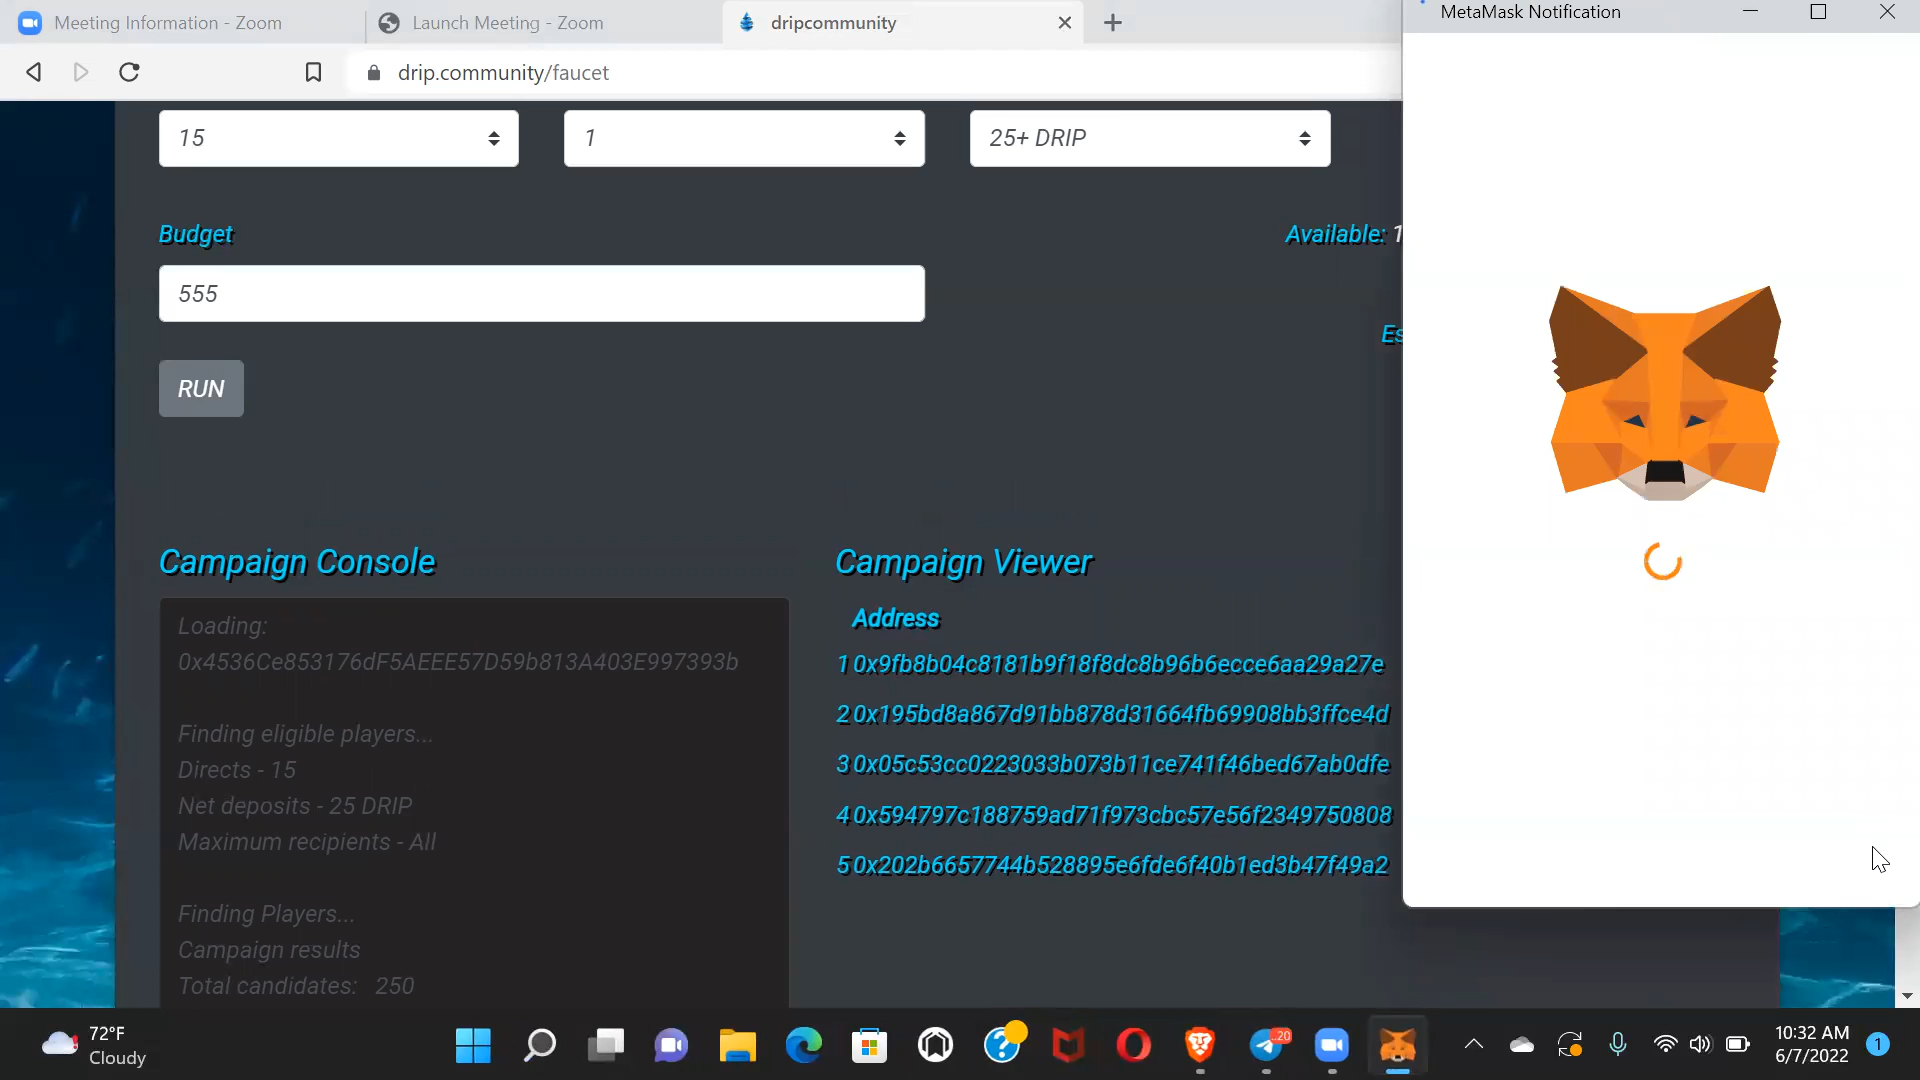 Meeting Information - Zoom
Launch Meeting - Zoom
dripcommunity
MetaMask Notification
drip.community/faucet
15
1
25+ DRIP
Budget
Available: 1
555
Es
RUN
Campaign Console
Campaign Viewer
Loading:
0x4536Ce853176dF5AEEE57D59b813A403E997393b
Finding eligible players...
Directs - 15
Net deposits - 25 DRIP
Maximum recipients - All
Finding Players...
Campaign results
Total candidates: 250
Address
1 0x9fb8b04c8181b9f18f8dc8b96b6ecce6aa29a27e
2 0x195bd8a867d91bb878d31664fb69908bb3ffce4d
3 0x05c53cc0223033b073b11ce741f46bed67ab0dfe
4 0x594797c188759ad71f973cbc57e56f2349750808
5 0x202b6657744b528895e6fde6f40b1ed3b47f49a2
72°F
Cloudy
20
10:32 AM
6/7/2022
1